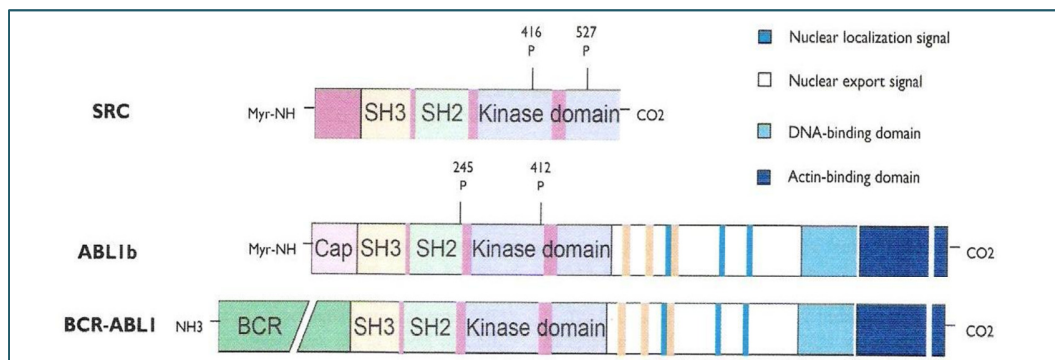 416
P
527
P
SRC
Myr-NH
SH3
SH2
Kinase domain
CO2
Nuclear localization signal
Nuclear export signal
DNA-binding domain
Actin-binding domain
245
P
412
P
ABL1b
Myr-NH
Cap
SH3
SH2
Kinase domain
CO2
BCR-ABL1
NH3
BCR
SH3
SH2
Kinase domain
CO2